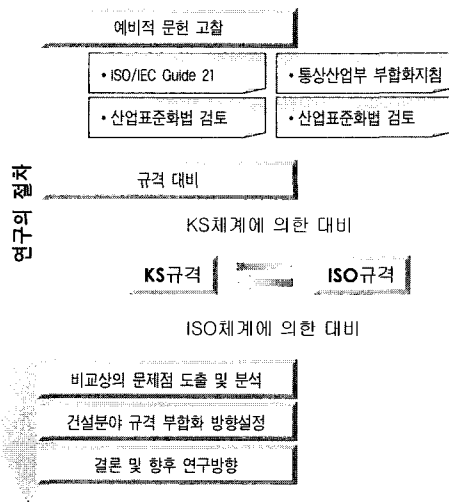 예비적 문헌 고찰
• ISO/IEC Guide 21
• 통상산업부 부합화지침
• 산업표준화법 검토
• 산업표준화법 검토
연구의 절차
규격 대비
KS체계에 의한 대비
KS규격
ISO규격
ISO체계에 의한 대비
비교상의 문제점 도출 및 분석
건설분야 규격 부합화 방향설정
결론 및 향후 연구방향